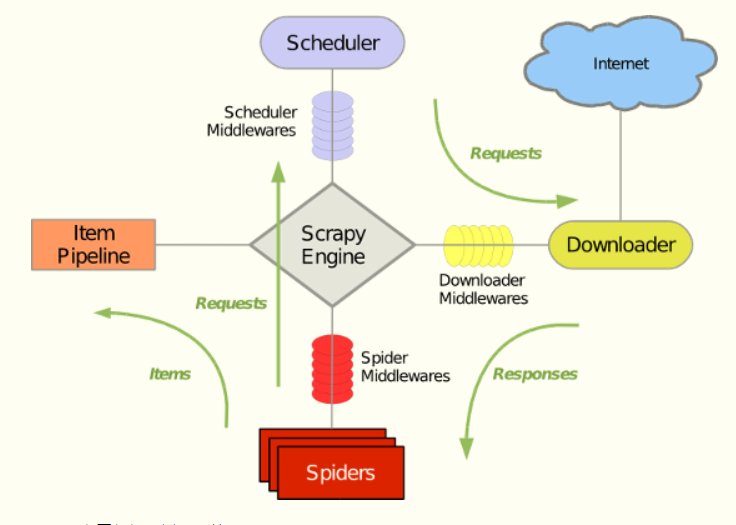 Scheduler
Internet
Scheduler
Middlewares
Requests
Item
Pipeline
Scrapy
Engine
Downloader
Downloader
Middlewares
Requests
Items
Spider
Middlewares
Responses
Spiders